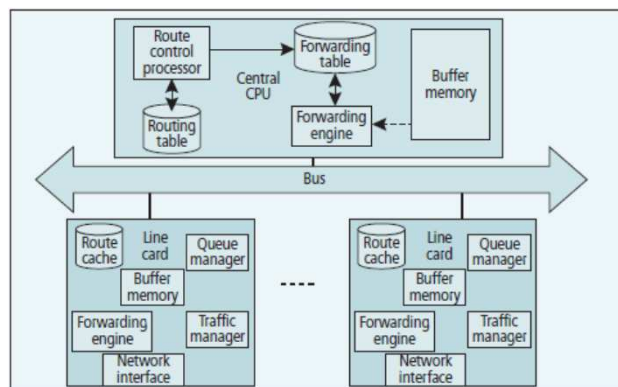 Route
control
processor
Forwarding
table
Central
CPU
Buffer
memory
Routing
table
Forwarding
engine
Bus
Route
cache
Line
card
Queue
manager
Buffer
memory
Forwarding
engine
Traffic
manager
Network
interface
Route
cache
Line
card
Queue
manager
Buffer
memory
Forwarding
engine
Traffic
manager
Network
interface